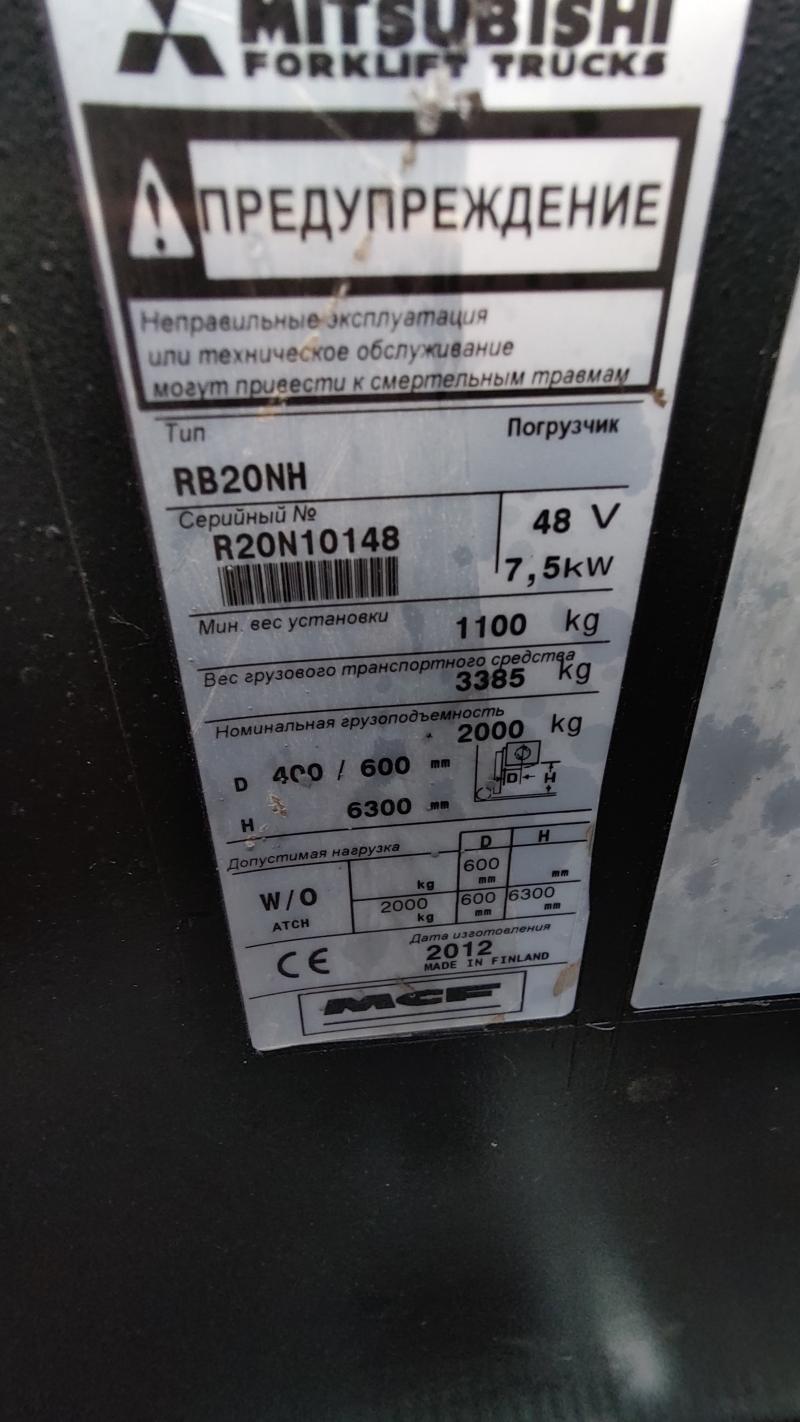 MITSUBISHI
FORKLIFT TRUCKS
ПРЕДУПРЕЖДЕНИЕ
Неправильные эксплуатация
или техническое обслуживание
могут привести к смертельным травмам
Тип Погрузчик
RB20NH
Серийный №
R20N10148
48 V
7,5kW
Мин. вес установки 1100 kg
Вес грузового транспортного средства
3385 kg
Номинальная грузоподъемность
2000 kg
D 400 / 600 mm
D H
H 6300 mm
Допустимая нагрузка D H
W/O ATCH
kg 600 mm mm
2000 kg 600 mm 6300 mm
Дата изготовления
CE 2012
MADE IN FINLAND
MCF